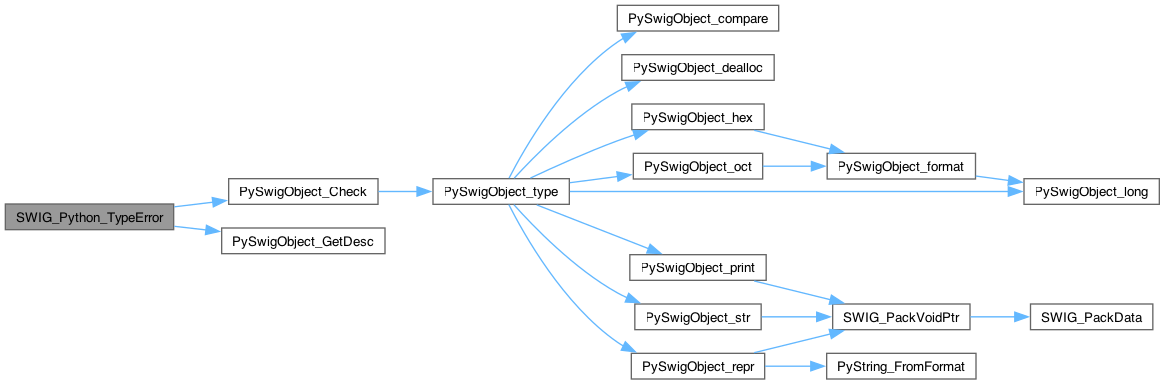 SWIG_Python_TypeError
PySwigObject_Check
PySwigObject_GetDesc
PySwigObject_type
PySwigObject_compare
PySwigObject_dealloc
PySwigObject_hex
PySwigObject_oct
PySwigObject_format
PySwigObject_long
PySwigObject_print
PySwigObject_str
PySwigObject_repr
SWIG_PackVoidPtr
PyString_FromFormat
SWIG_PackData